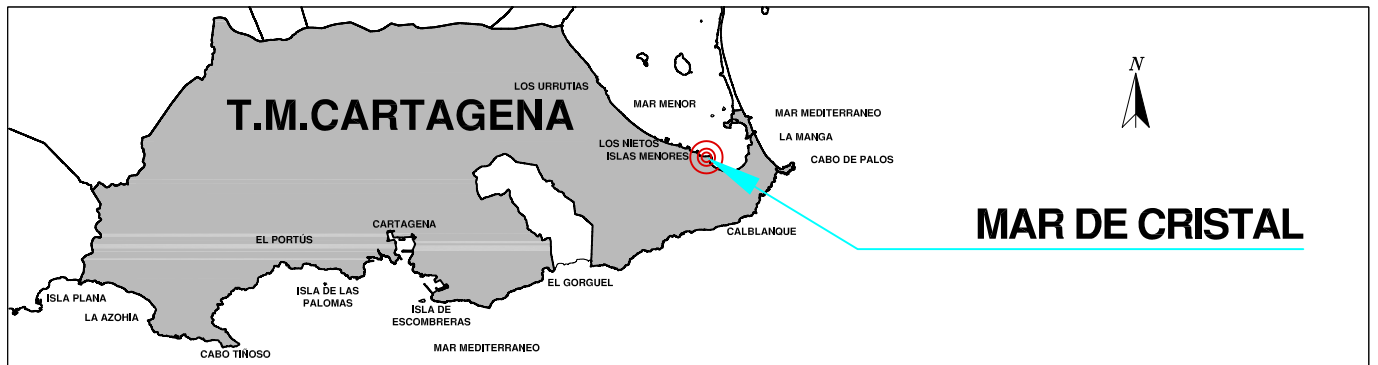 N
LOS URRUTIAS
T.M.CARTAGENA
MAR MENOR
MAR MEDITERRANEO
LA MANGA
LOS NIETOS
ISLAS MENORES
CABO DE PALOS
MAR DE CRISTAL
CARTAGENA
CALBLANQUE
EL PORTÚS
EL GORGUEL
ISLA PLANA
ISLA DE LAS
PALOMAS
LA AZOHIA
ISLA DE
ESCOMBRERAS
MAR MEDITERRANEO
CABO TIÑOSO